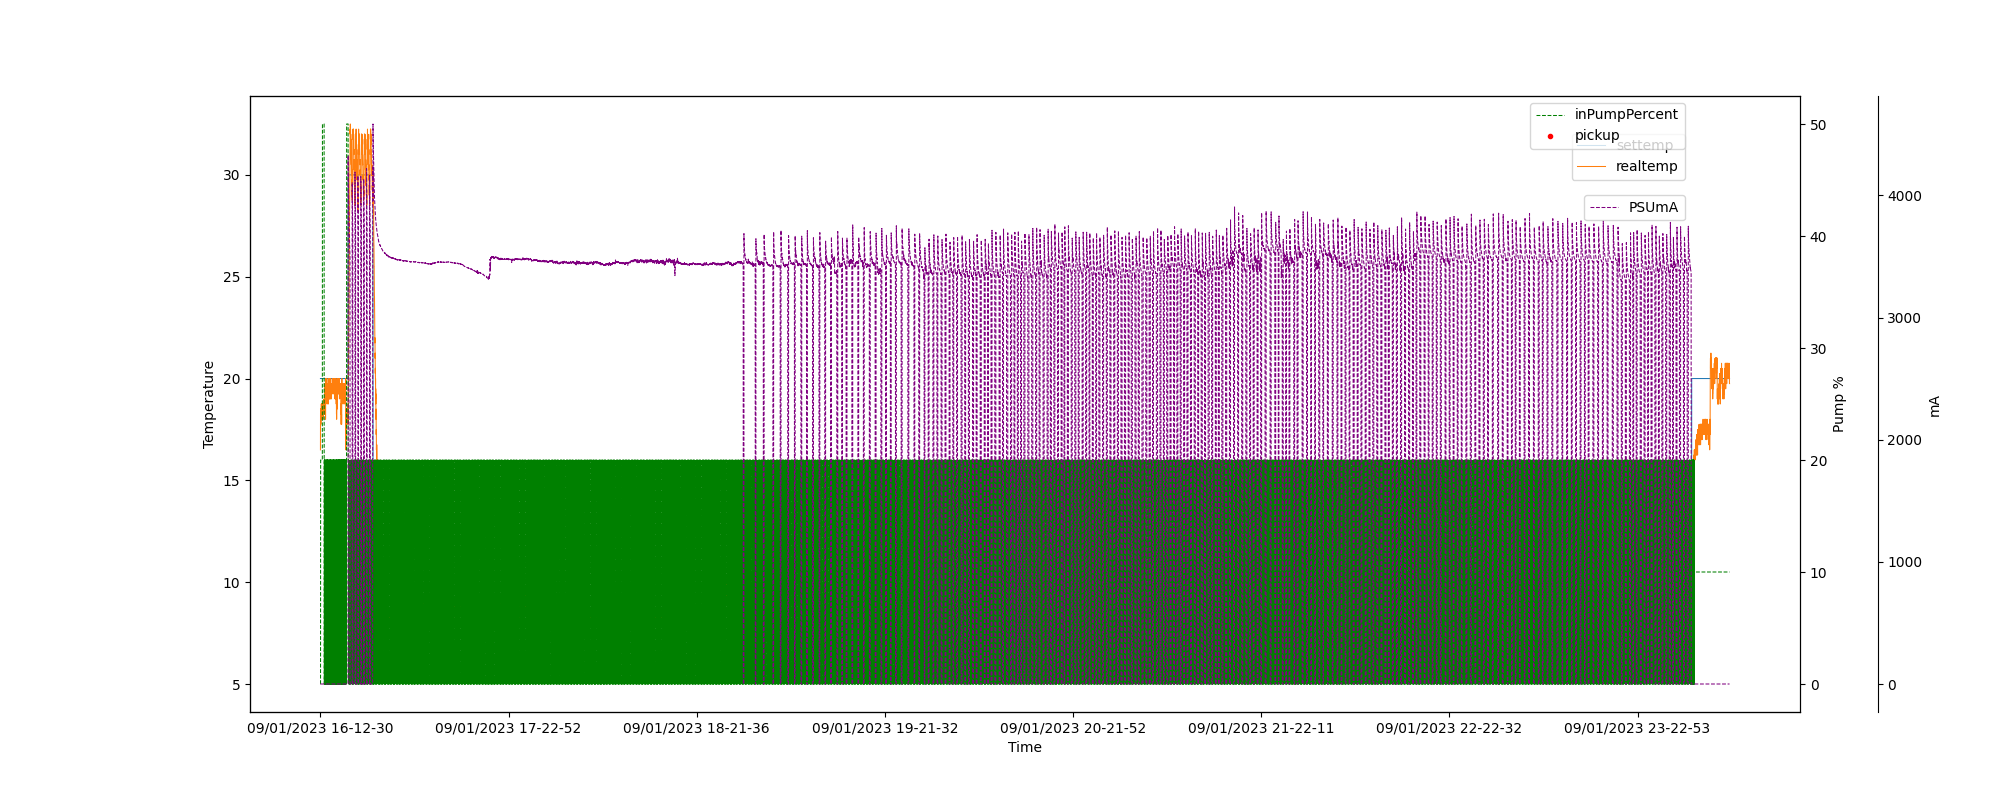 inPumpPercent
pickup
settemp
realtemp
PSUmA
30
25
20
15
10
5
Temperature
50
40
30
20
10
0
Pump %
4000
3000
2000
1000
0
mA
09/01/2023 16-12-30
09/01/2023 17-22-52
09/01/2023 18-21-36
09/01/2023 19-21-32
09/01/2023 20-21-52
09/01/2023 21-22-11
09/01/2023 22-22-32
09/01/2023 23-22-53
Time